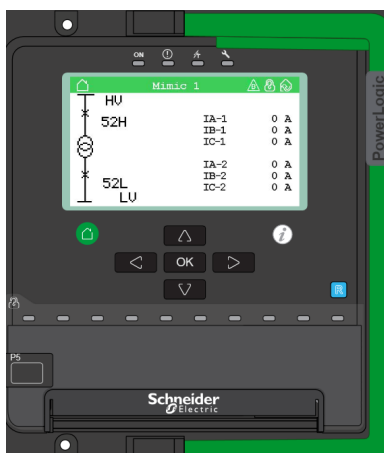 ON
Mimic 1
HV
52H
IA-1 0 A
IB-1 0 A
IC-1 0 A
IA-2 0 A
IB-2 0 A
52L
IC-2 0 A
LV
PowerLogic
i
OK
R
P5
Schneider
Electric